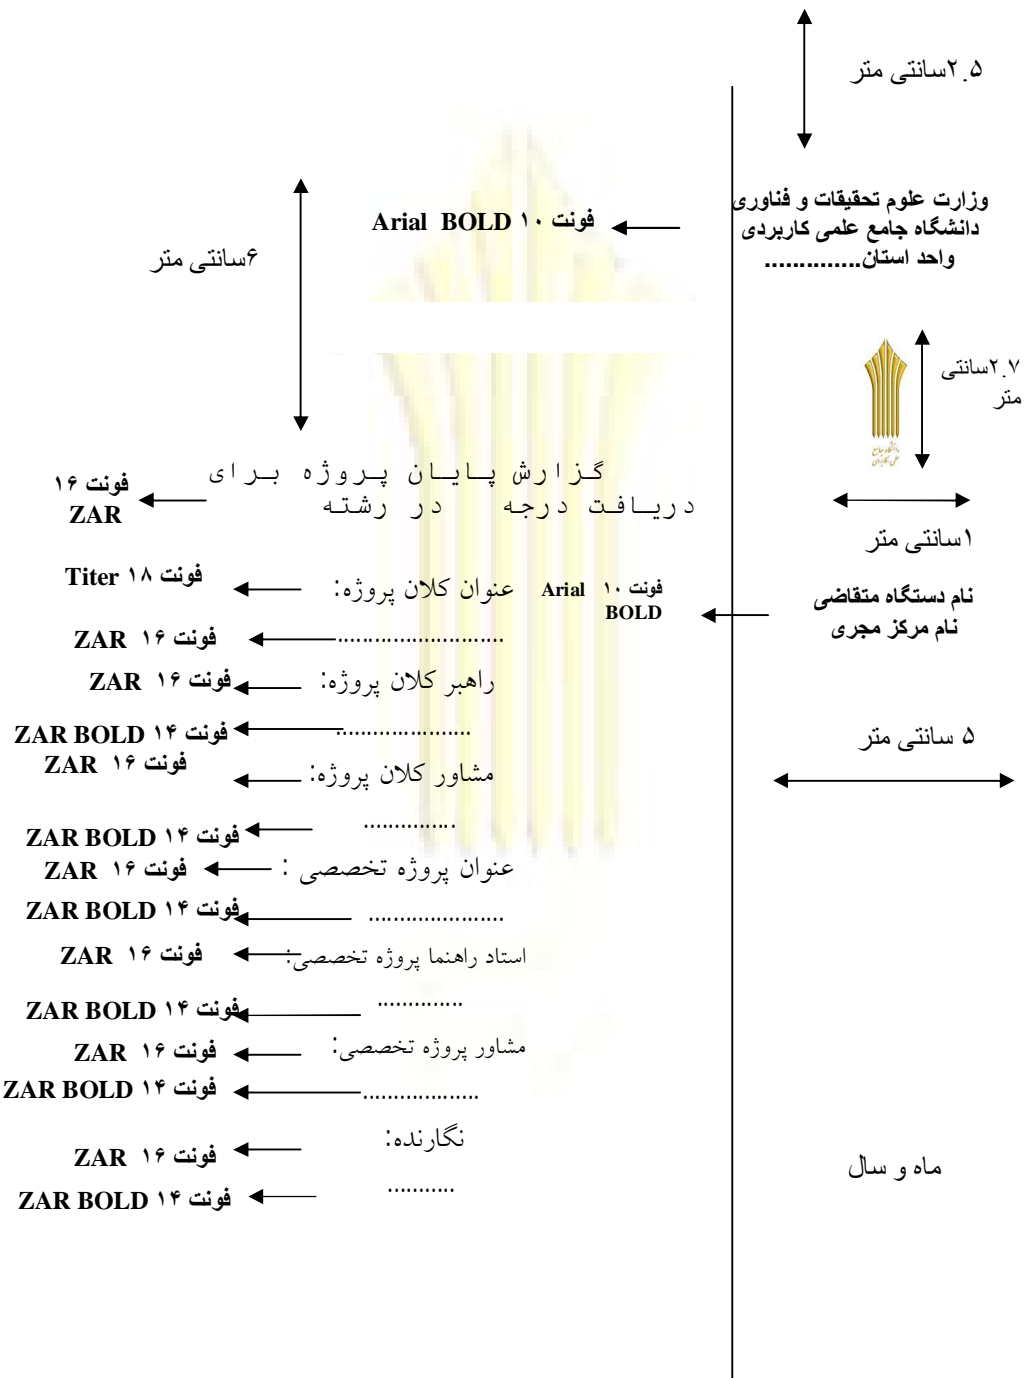 ۲.۵سانتی متر
وزارت علوم تحقیقات و فناوری
دانشگاه جامع علمی کاربردی
واحد استان..............
فونت ۱۰ Arial BOLD
۶سانتی متر
۲.۷سانتی
متر
دانشگاه جامع
علمی کاربردی
گزارش پایان پروژه برای
دریافت درجه در رشته
فونت ۱۶
ZAR
۱سانتی متر
نام دستگاه متقاضی
نام مرکز مجری
فونت ۱۰ Arial
BOLD
عنوان کلان پروژه:
فونت ۱۸ Titer
............................
فونت ۱۶ ZAR
راهبر کلان پروژه:
فونت ۱۶ ZAR
......................
فونت ۱۴ ZAR BOLD
۵ سانتی متر
مشاور کلان پروژه:
فونت ۱۶ ZAR
...............
فونت ۱۴ ZAR BOLD
عنوان پروژه تخصصی :
فونت ۱۶ ZAR
......................
فونت ۱۴ ZAR BOLD
استاد راهنما پروژه تخصصی:
فونت ۱۶ ZAR
..............
فونت ۱۴ ZAR BOLD
مشاور پروژه تخصصی:
فونت ۱۶ ZAR
...................
فونت ۱۴ ZAR BOLD
نگارنده:
فونت ۱۶ ZAR
...........
فونت ۱۴ ZAR BOLD
ماه و سال